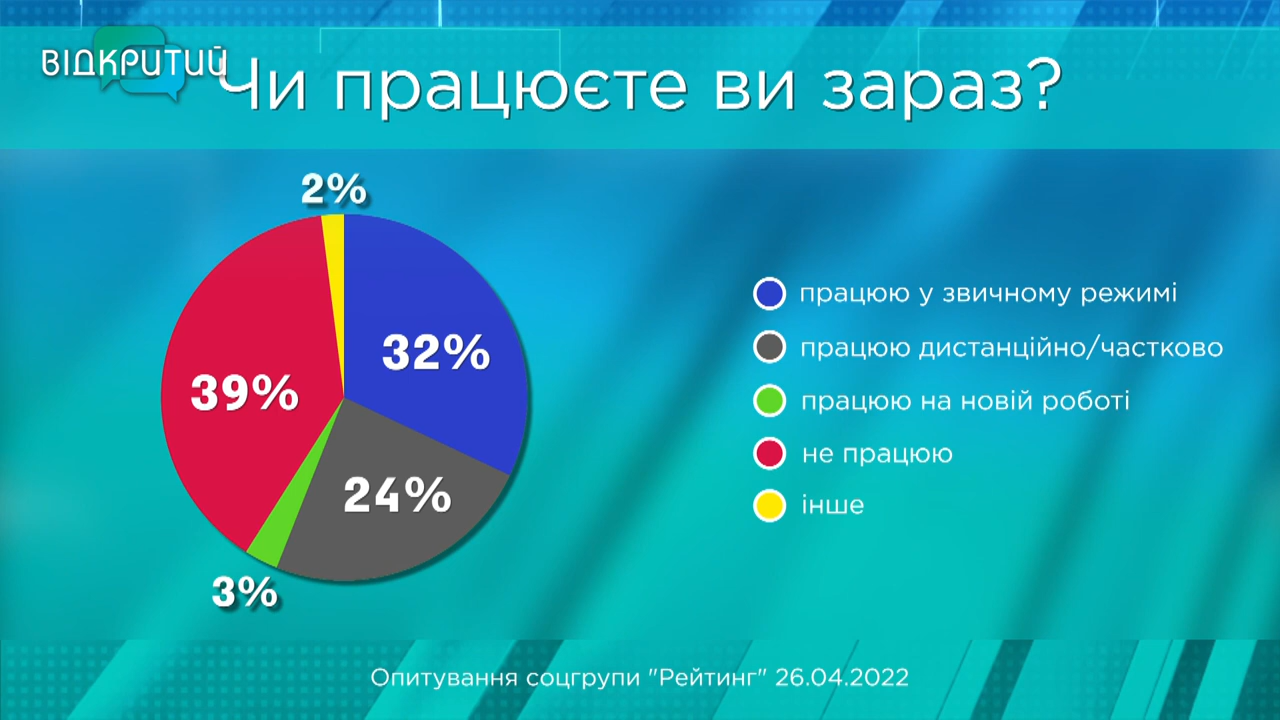 ВІДКРИТИЙ
Чи працюєте ви зараз?
2%
32%
39%
24%
3%
працюю у звичному режимі
працюю дистанційно/частково
працюю на новій роботі
не працюю
інше
Опитування соцгрупи "Рейтинг" 26.04.2022